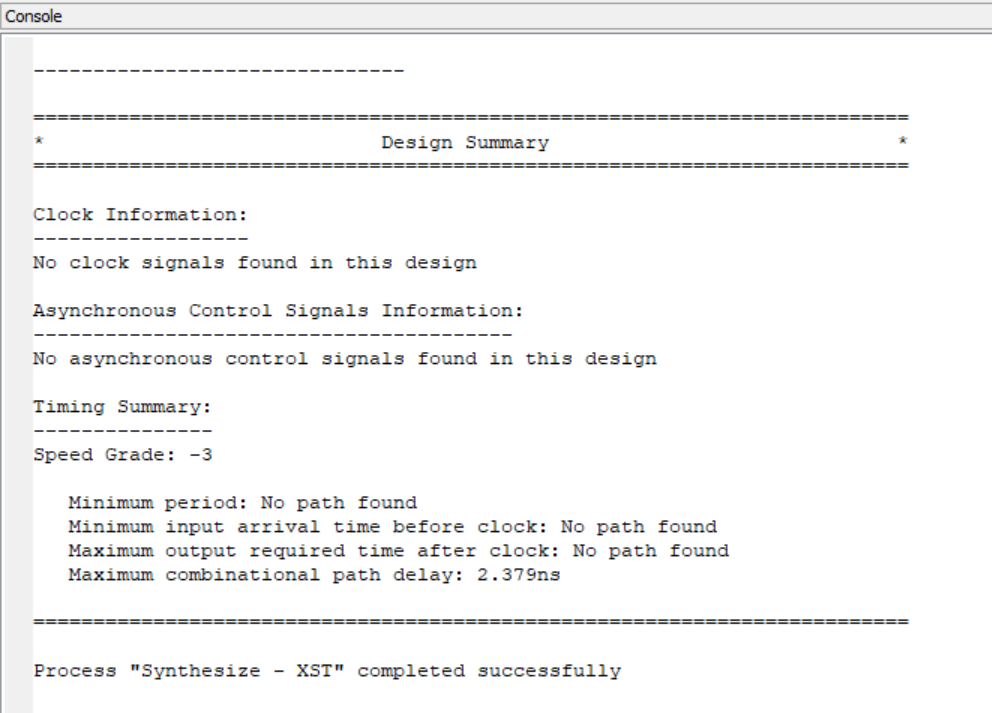 Console
-------------------------------
=========================================================================
* Design Summary *
=========================================================================
Clock Information:
------------------
No clock signals found in this design
Asynchronous Control Signals Information:
----------------------------------------
No asynchronous control signals found in this design
Timing Summary:
---------------
Speed Grade: -3
Minimum period: No path found
Minimum input arrival time before clock: No path found
Maximum output required time after clock: No path found
Maximum combinational path delay: 2.379ns
=========================================================================
Process "Synthesize - XST" completed successfully